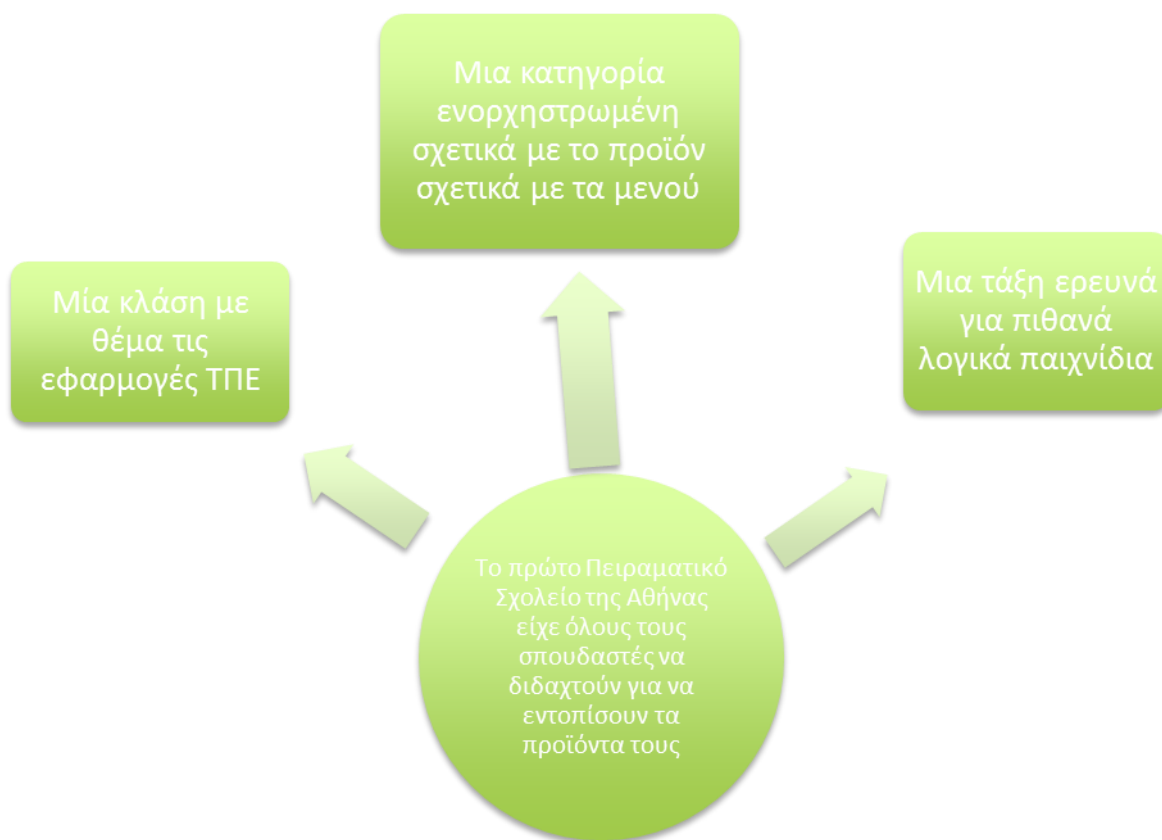 Μια κατηγορία
ενορχηστρωμένη
σχετικά με το προϊόν
σχετικά με τα μενού
Μία κλάση με
θέμα τις
εφαρμογές ΤΠΕ
Μια τάξη ερευνά
για πιθανά
λογικά παιχνίδια
Το πρώτο Πειραματικό
Σχολείο της Αθήνας
είχε όλους τους
σπουδαστές να
διδαχτούν για να
εντοπίσουν τα
προϊόντα τους